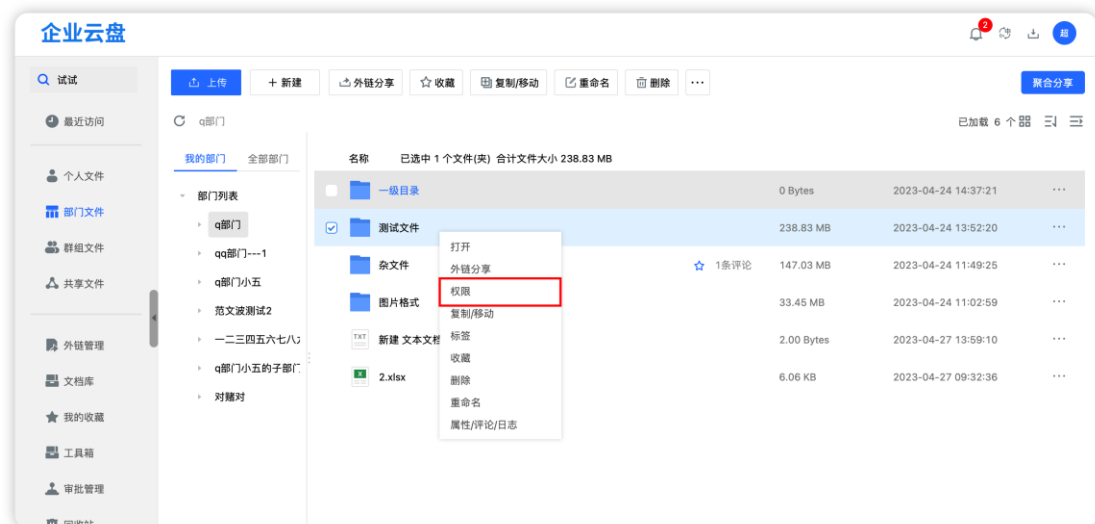 企业云盘
2
超
试试
上传
+ 新建
外链分享
收藏
复制/移动
重命名
删除
···
聚合分享
最近访问
q部门
已加载 6 个
我的部门
全部部门
名称
已选中 1 个文件(夹) 合计文件大小 238.83 MB
个人文件
部门文件
群组文件
共享文件
外链管理
文档库
我的收藏
工具箱
审批管理
部门列表
q部门
qq部门---1
q部门小五
范文波测试2
一二三四五六七八
q部门小五的子部门
对赌对
一级目录
0 Bytes
2023-04-24 14:37:21
···
测试文件
238.83 MB
2023-04-24 13:52:20
···
杂文件
1条评论
147.03 MB
2023-04-24 11:49:25
···
图片格式
33.45 MB
2023-04-24 11:02:59
···
TXT
新建 文本文档
2.00 Bytes
2023-04-27 13:59:10
···
X
2.xlsx
6.06 KB
2023-04-27 09:32:36
···
打开
外链分享
权限
复制/移动
标签
收藏
删除
重命名
属性/评论/日志